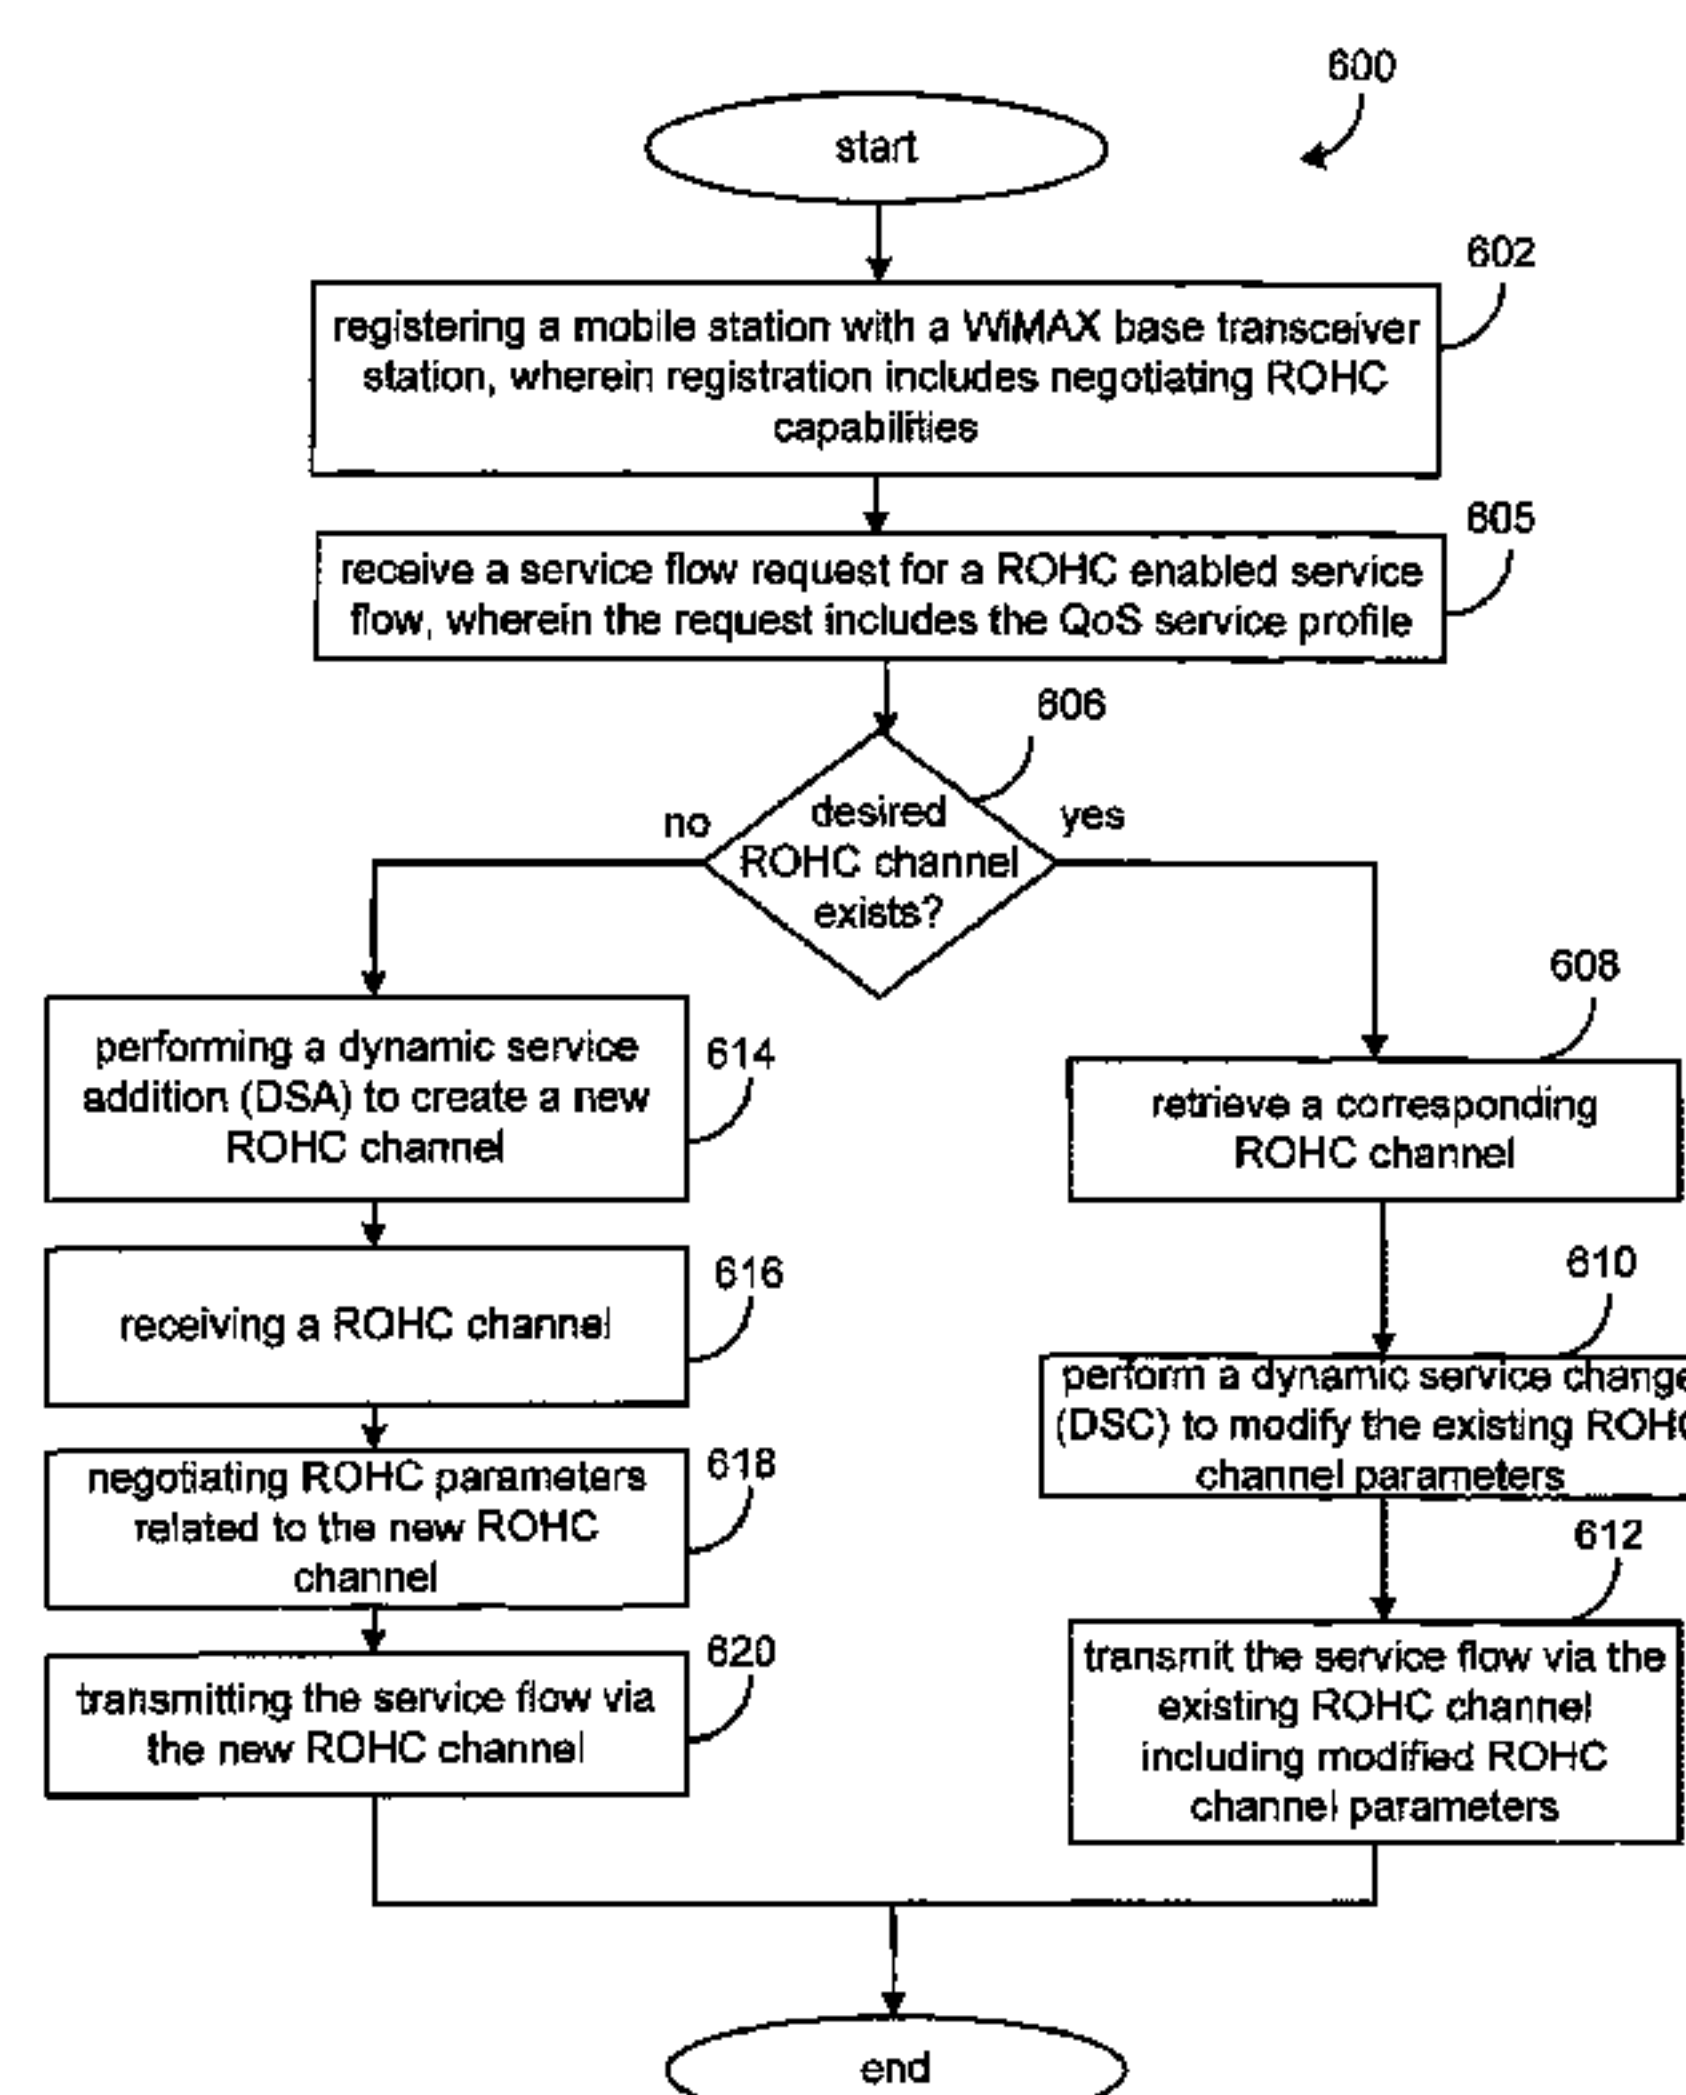 600
start
602
registering a mobile station with a WiMAX base transceiver
station, wherein registration includes negotiating ROHC
capabilities
605
receive a service flow request for a ROHC enabled service
flow, wherein the request includes the QoS service profile
606
no
desired
ROHC channel
exists?
yes
614
performing a dynamic service
addition (DSA) to create a new
ROHC channel
616
receiving a ROHC channel
618
negotiating ROHC parameters
related to the new ROHC
channel
620
transmitting the service flow via
the new ROHC channel
608
retrieve a corresponding
ROHC channel
610
perform a dynamic service change
(DSC) to modify the existing ROHC
channel parameters
612
transmit the service flow via the
existing ROHC channel
including modified ROHC
channel parameters
end